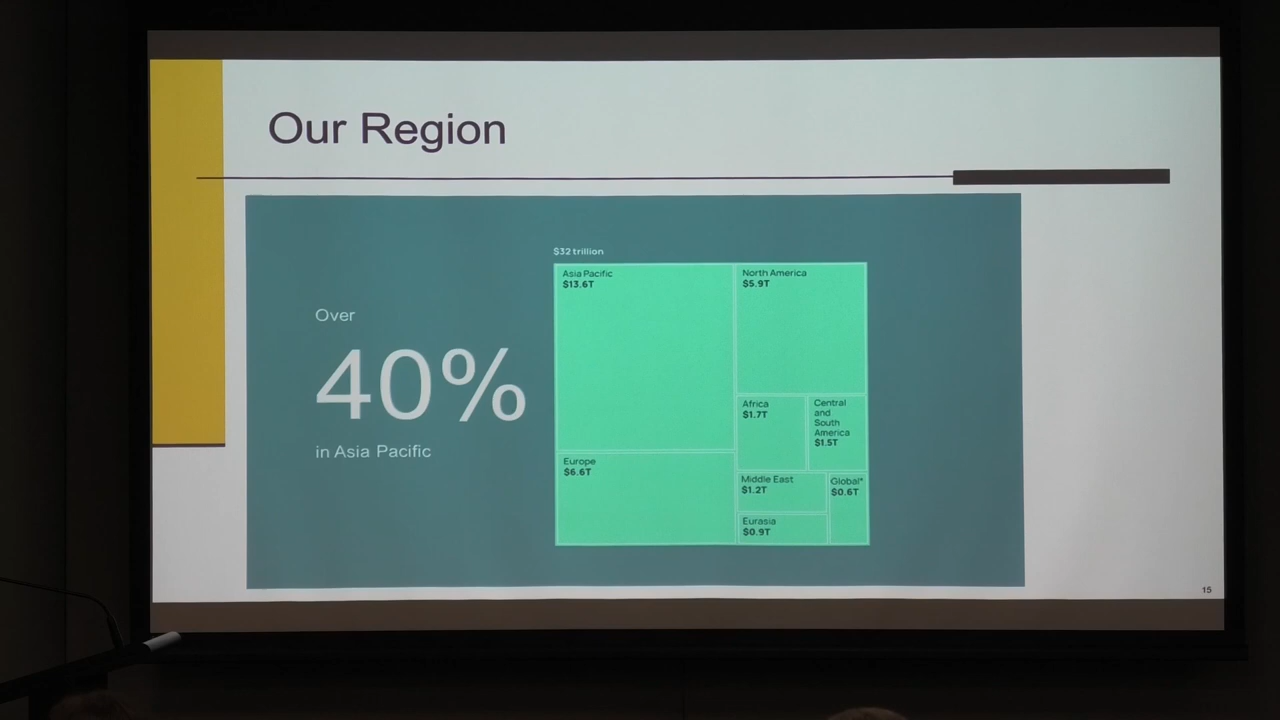 Our Region
Over
40%
in Asia Pacific
$32 trillion
Asia Pacific
$13.6T
North America
$5.9T
Africa
$1.7T
Central
and
South
America
$1.5T
Europe
$6.6T
Middle East
$1.2T
Global*
$0.6T
Eurasia
$0.9T
15